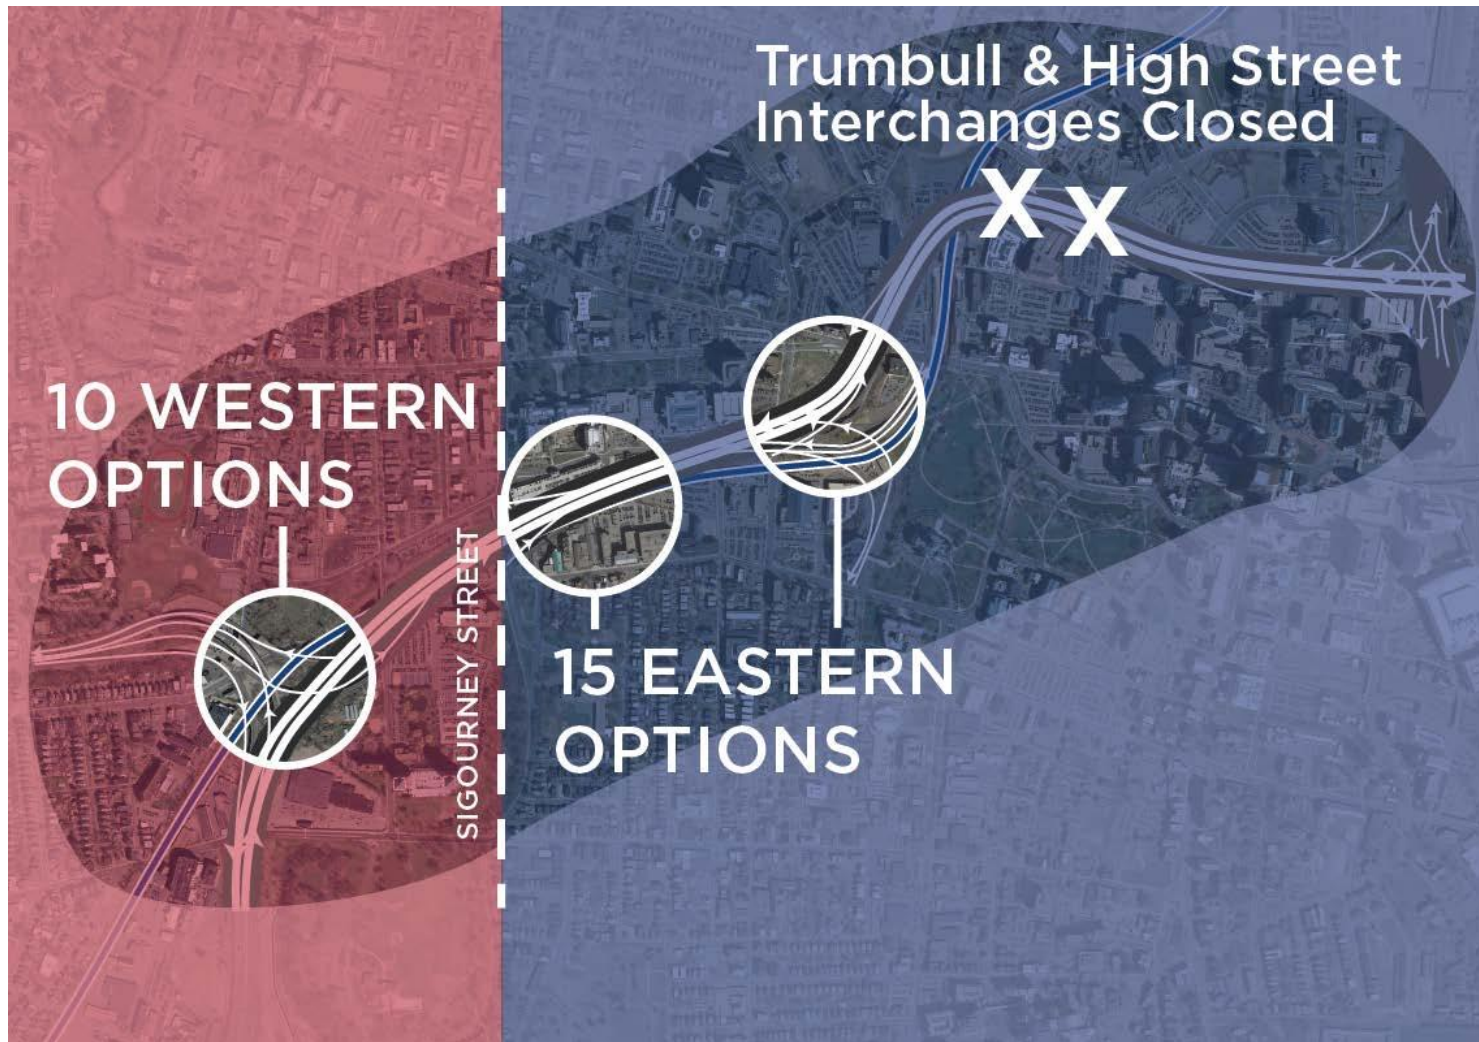 Trumbull & High Street
Interchanges Closed
X X
10 WESTERN
OPTIONS
SIGOURNEY STREET
15 EASTERN
OPTIONS